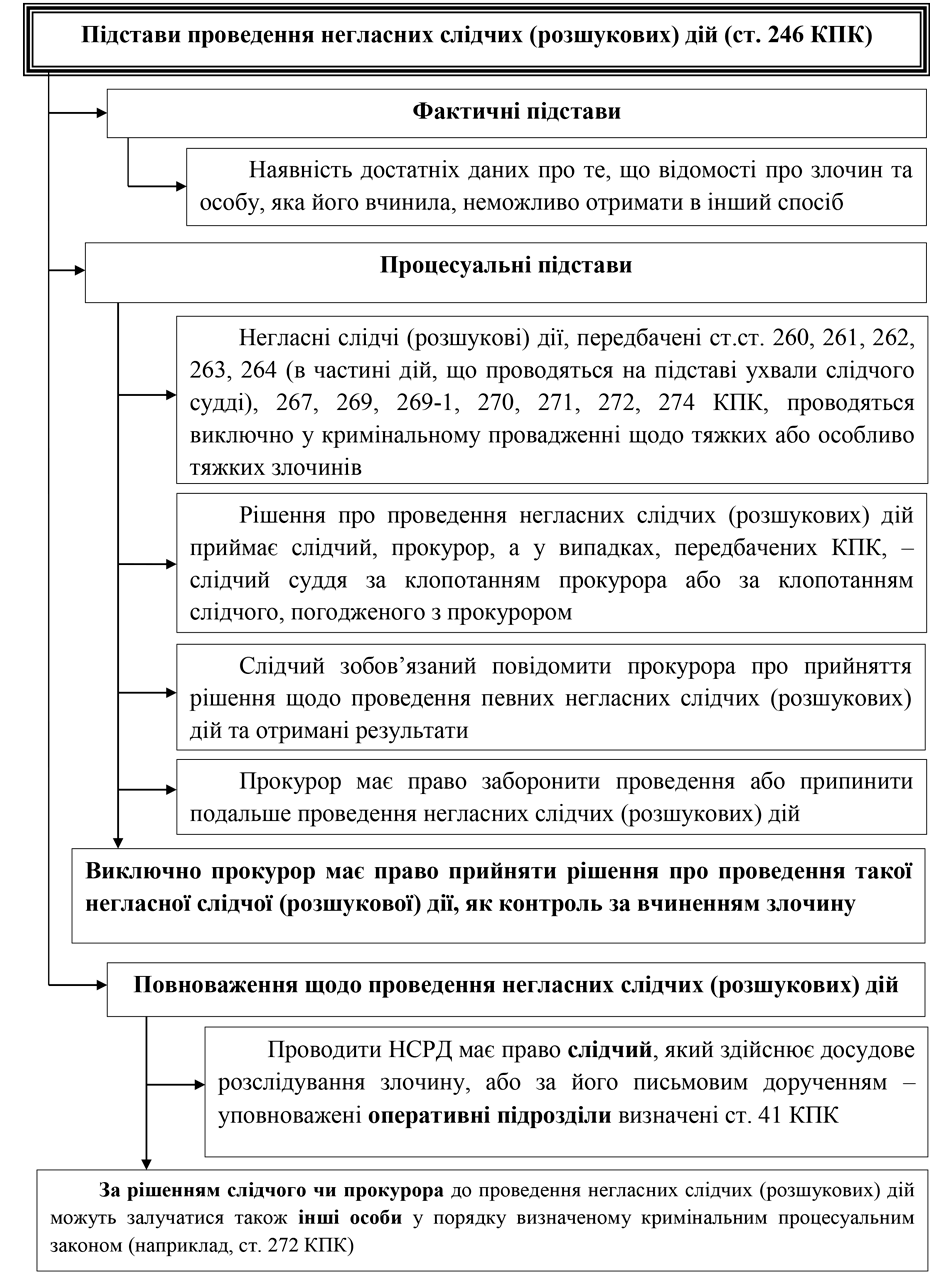 Підстави проведення негласних слідчих (розшукових) дій (ст. 246 КПК)
Фактичні підстави
Наявність достатніх даних про те, що відомості про злочин та
особу, яка його вчинила, неможливо отримати в інший спосіб
Процесуальні підстави
Негласні слідчі (розшукові) дії, передбачені ст.ст. 260, 261, 262,
263, 264 (в частині дій, що проводяться на підставі ухвали слідчого
судді), 267, 269, 269-1, 270, 271, 272, 274 КПК, проводяться
виключно у кримінальному провадженні щодо тяжких або особливо
тяжких злочинів
Рішення про проведення негласних слідчих (розшукових) дій
приймає слідчий, прокурор, а у випадках, передбачених КПК, –
слідчий суддя за клопотанням прокурора або за клопотанням
слідчого, погодженого з прокурором
Слідчий зобов’язаний повідомити прокурора про прийняття
рішення щодо проведення певних негласних слідчих (розшукових)
дій та отримані результати
Прокурор має право заборонити проведення або припинити
подальше проведення негласних слідчих (розшукових) дій
Виключно прокурор має право прийняти рішення про проведення такої
негласної слідчої (розшукової) дії, як контроль за вчиненням злочину
Повноваження щодо проведення негласних слідчих (розшукових) дій
Проводити НСРД має право слідчий, який здійснює досудове
розслідування злочину, або за його письмовим дорученням –
уповноважені оперативні підрозділи визначені ст. 41 КПК
За рішенням слідчого чи прокурора до проведення негласних слідчих (розшукових) дій
можуть залучатися також інші особи у порядку визначеному кримінальним процесуальним
законом (наприклад, ст. 272 КПК)